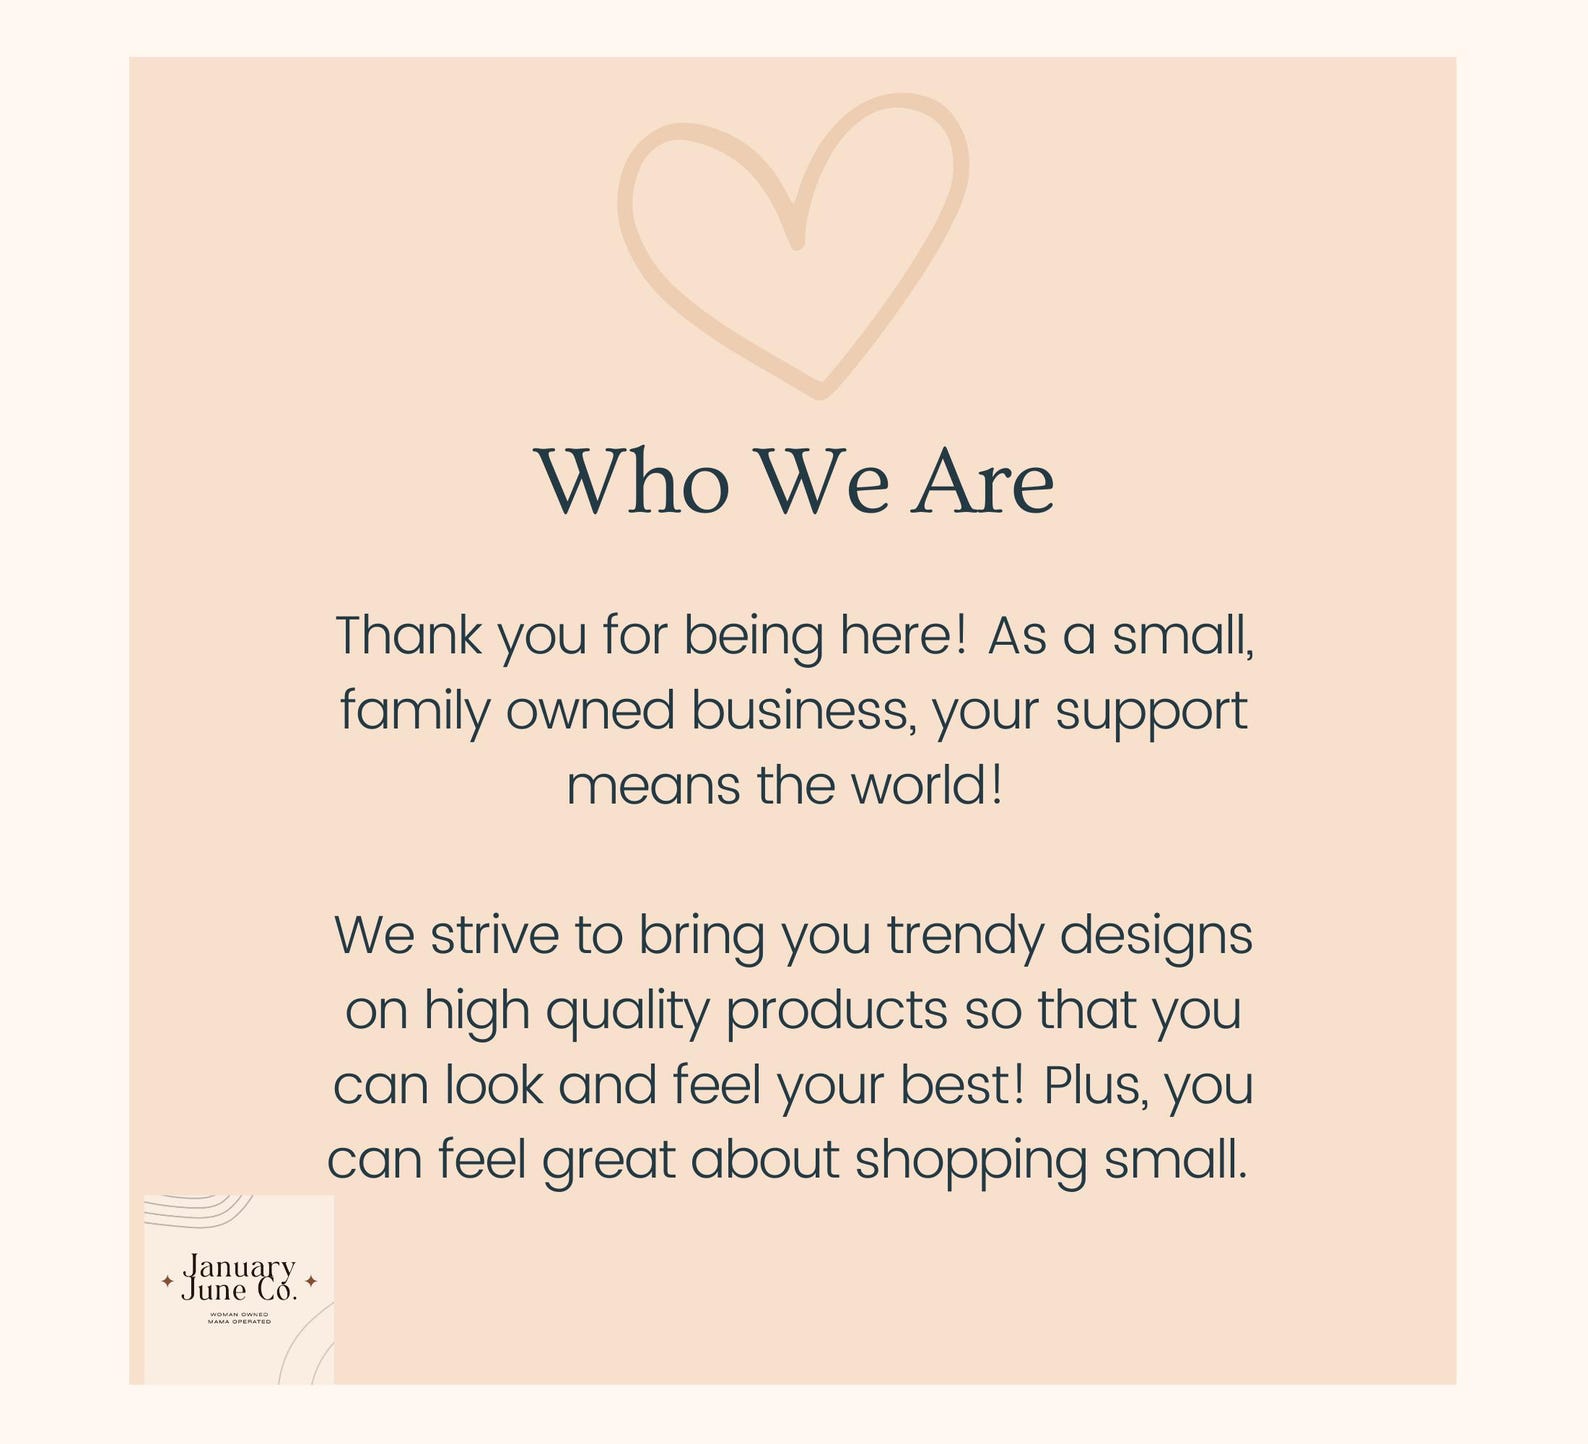 Who We Are
Thank you for being here! As a small,
family owned business, your support
means the world!
We strive to bring you trendy designs
on high quality products so that you
can look and feel your best! Plus, you
can feel great about shopping small.
January
June Co.
WOMAN OWNED
MAMA OPERATED